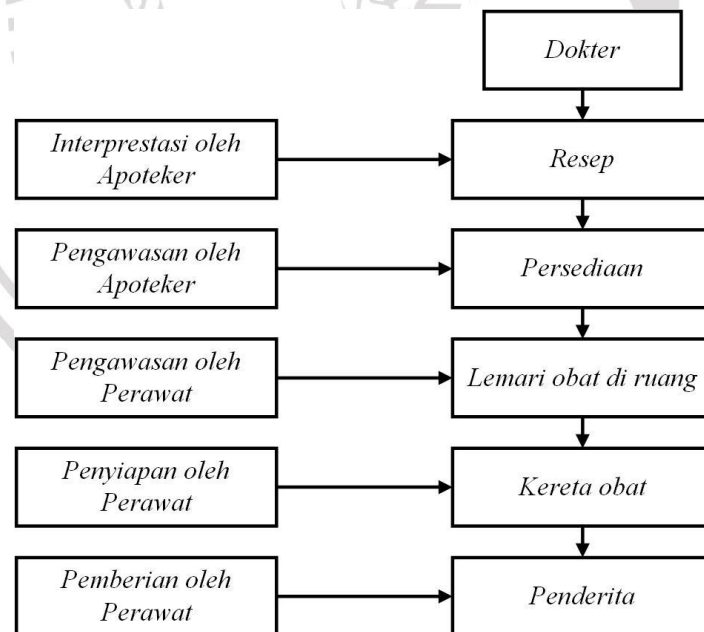 Dokter
Interprestasi oleh
Apoteker
Resep
Pengawasan oleh
Apoteker
Persediaan
Pengawasan oleh
Perawat
Lemari obat di ruang
Penyiapan oleh
Perawat
Kereta obat
Pemberian oleh
Perawat
Penderita